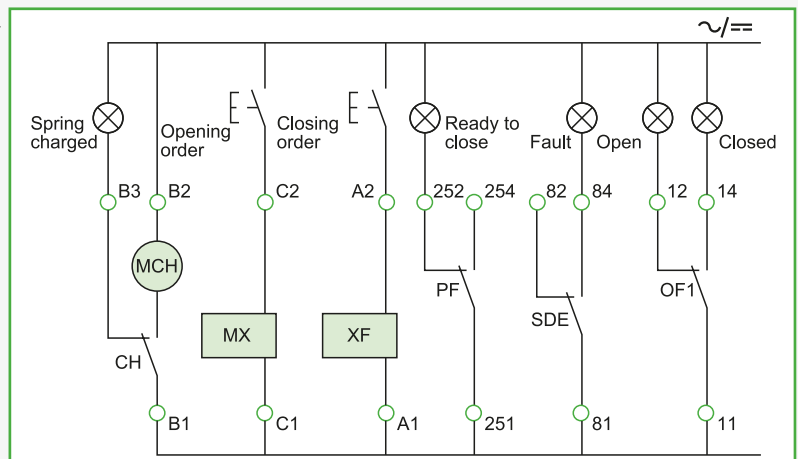 ~/⎓
Spring charged
Opening order
Closing order
Ready to close
Fault
Open
Closed
B3
B2
C2
A2
252
254
82
84
12
14
MCH
PF
OF1
SDE
MX
XF
CH
B1
C1
A1
251
81
11